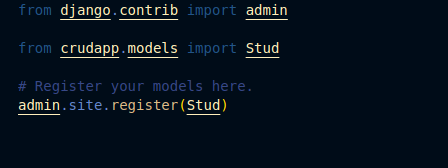 from django.contrib import admin
from crudapp.models import Stud
# Register your models here.
admin.site.register(Stud)